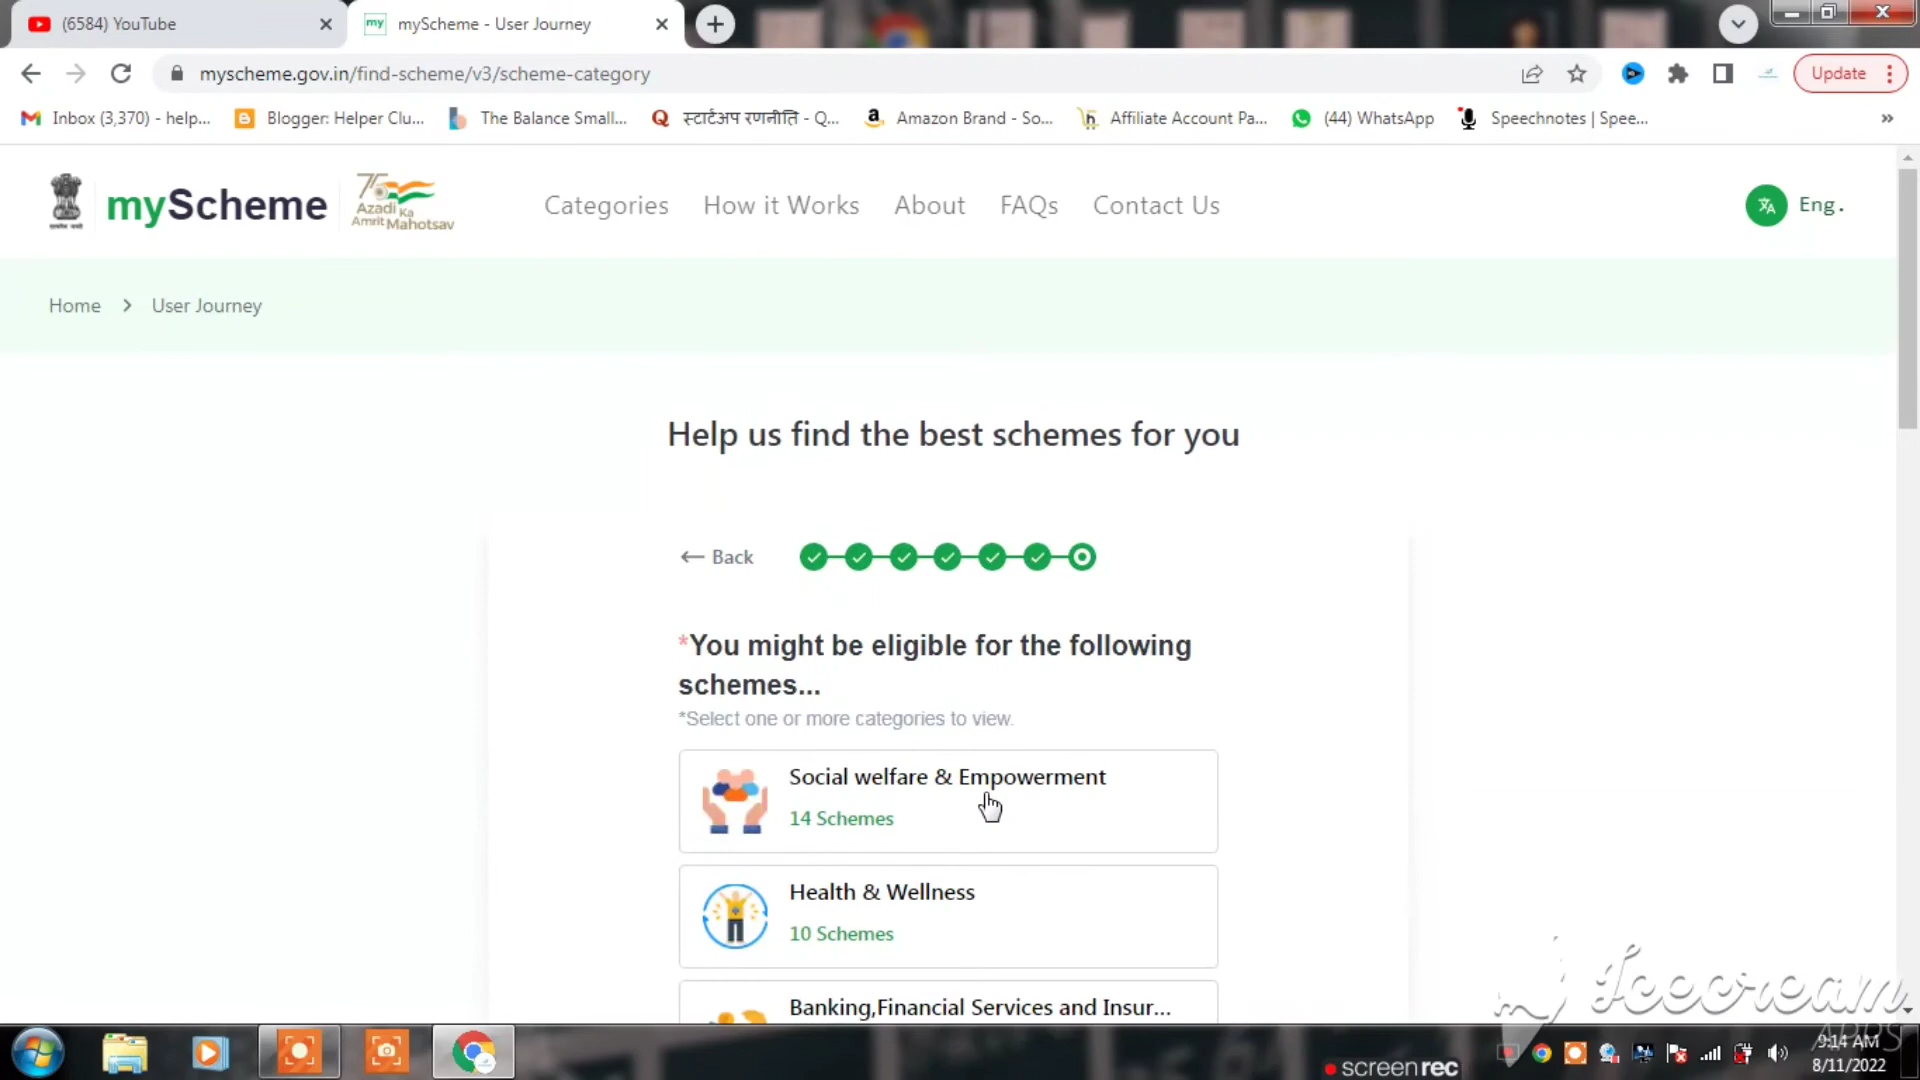 (6584) YouTube
myScheme - User Journey
myscheme.gov.in/find-scheme/v3/scheme-category
Update
Inbox (3,370) - help...
Blogger: Helper Clu...
The Balance Small...
स्टार्टअप रणनीति - Q...
Amazon Brand - So...
Affiliate Account Pa...
(44) WhatsApp
Speechnotes | Spee...
»
myScheme
75
Azadi Ka
Amrit Mahotsav
Categories
How it Works
About
FAQs
Contact Us
Eng.
Home > User Journey
Help us find the best schemes for you
← Back
*You might be eligible for the following
schemes...
*Select one or more categories to view.
Social welfare & Empowerment
14 Schemes
Health & Wellness
10 Schemes
Banking,Financial Services and Insur...
Icecream
APPS
screenrec
9:14 AM
8/11/2022